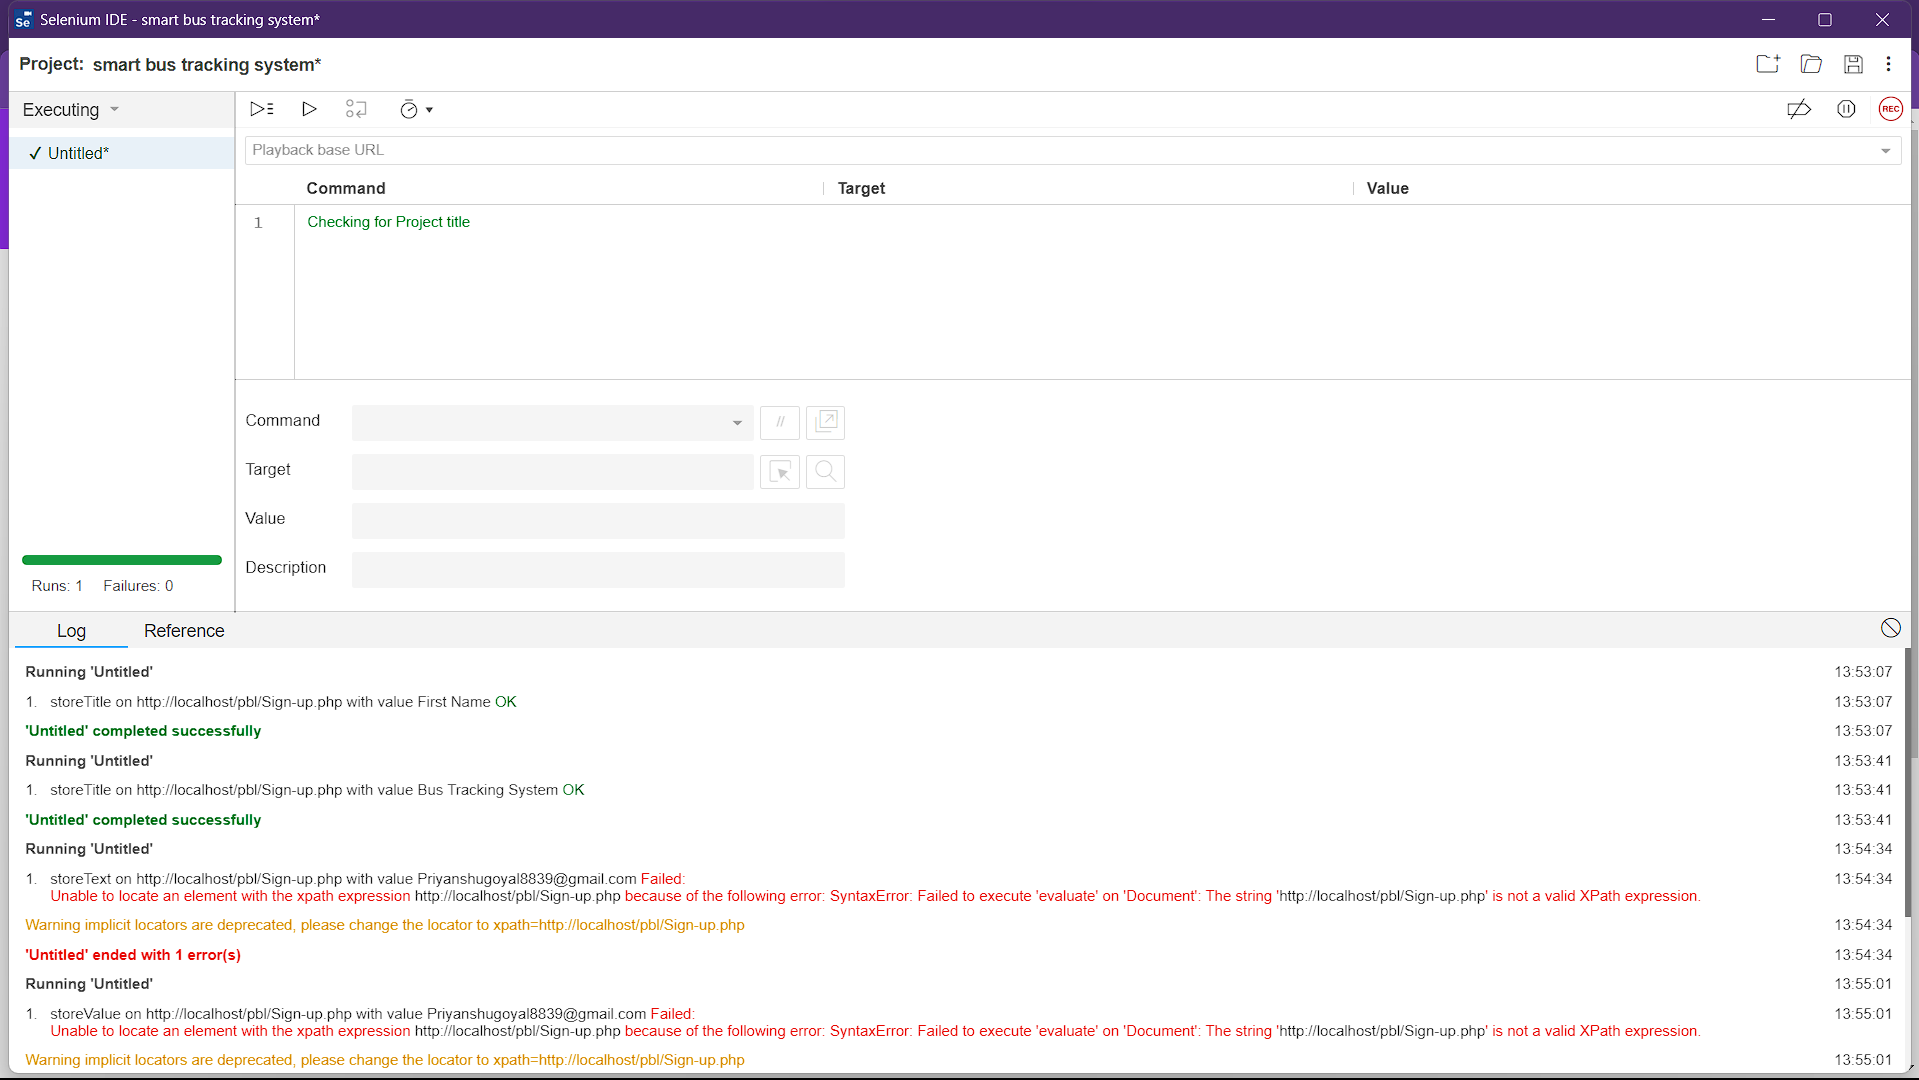 Selenium IDE - smart bus tracking system*
Project: smart bus tracking system*
Executing
REC
✓ Untitled*
Playback base URL
Command Target Value
1 Checking for Project title
Command
//
Target
Value
Description
Runs: 1 Failures: 0
Log Reference
Running 'Untitled' 13:53:07
1. storeTitle on http://localhost/pbl/Sign-up.php with value First Name OK 13:53:07
'Untitled' completed successfully 13:53:07
Running 'Untitled' 13:53:41
1. storeTitle on http://localhost/pbl/Sign-up.php with value Bus Tracking System OK 13:53:41
'Untitled' completed successfully 13:53:41
Running 'Untitled' 13:54:34
1. storeText on http://localhost/pbl/Sign-up.php with value Priyanshugoyal8839@gmail.com Failed: 13:54:34
Unable to locate an element with the xpath expression http://localhost/pbl/Sign-up.php because of the following error: SyntaxError: Failed to execute 'evaluate' on 'Document': The string 'http://localhost/pbl/Sign-up.php' is not a valid XPath expression.
Warning implicit locators are deprecated, please change the locator to xpath=http://localhost/pbl/Sign-up.php 13:54:34
'Untitled' ended with 1 error(s) 13:54:34
Running 'Untitled' 13:55:01
1. storeValue on http://localhost/pbl/Sign-up.php with value Priyanshugoyal8839@gmail.com Failed: 13:55:01
Unable to locate an element with the xpath expression http://localhost/pbl/Sign-up.php because of the following error: SyntaxError: Failed to execute 'evaluate' on 'Document': The string 'http://localhost/pbl/Sign-up.php' is not a valid XPath expression.
Warning implicit locators are deprecated, please change the locator to xpath=http://localhost/pbl/Sign-up.php 13:55:01